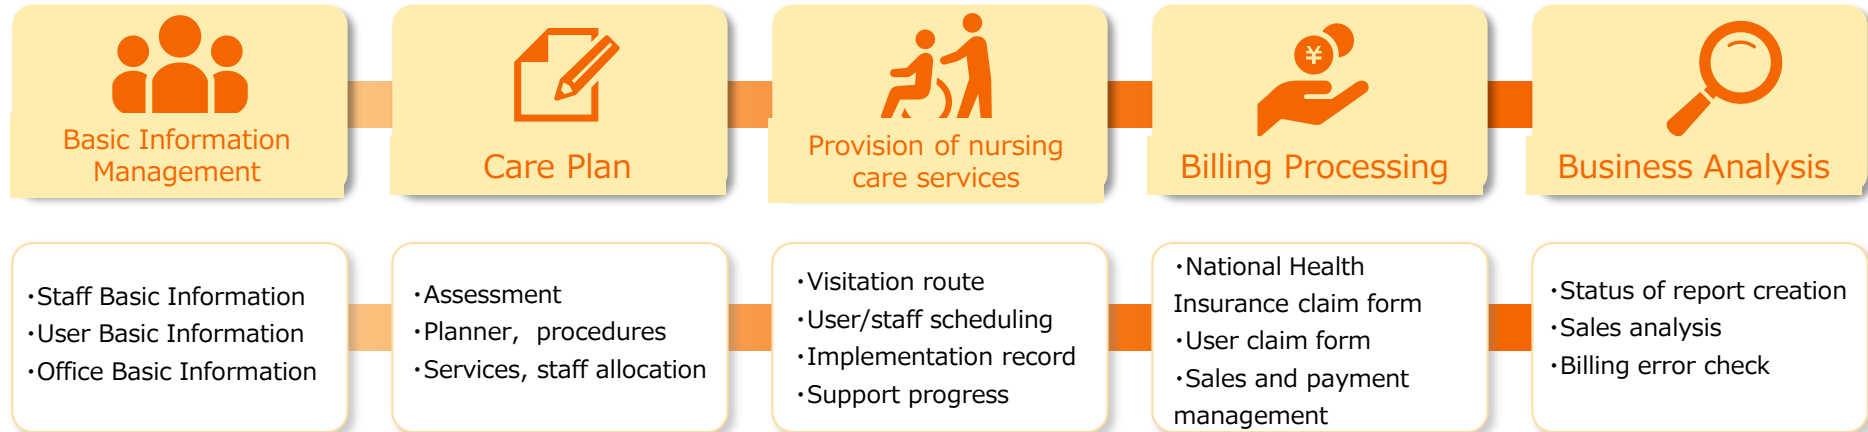 Basic Information
Management
Care Plan
Provision of nursing
care services
¥
Billing Processing
Business Analysis
・Staff Basic Information
・User Basic Information
・Office Basic Information
・Assessment
・Planner, procedures
・Services, staff allocation
・Visitation route
・User/staff scheduling
・Implementation record
・Support progress
・National Health
Insurance claim form
・User claim form
・Sales and payment
management
・Status of report creation
・Sales analysis
・Billing error check